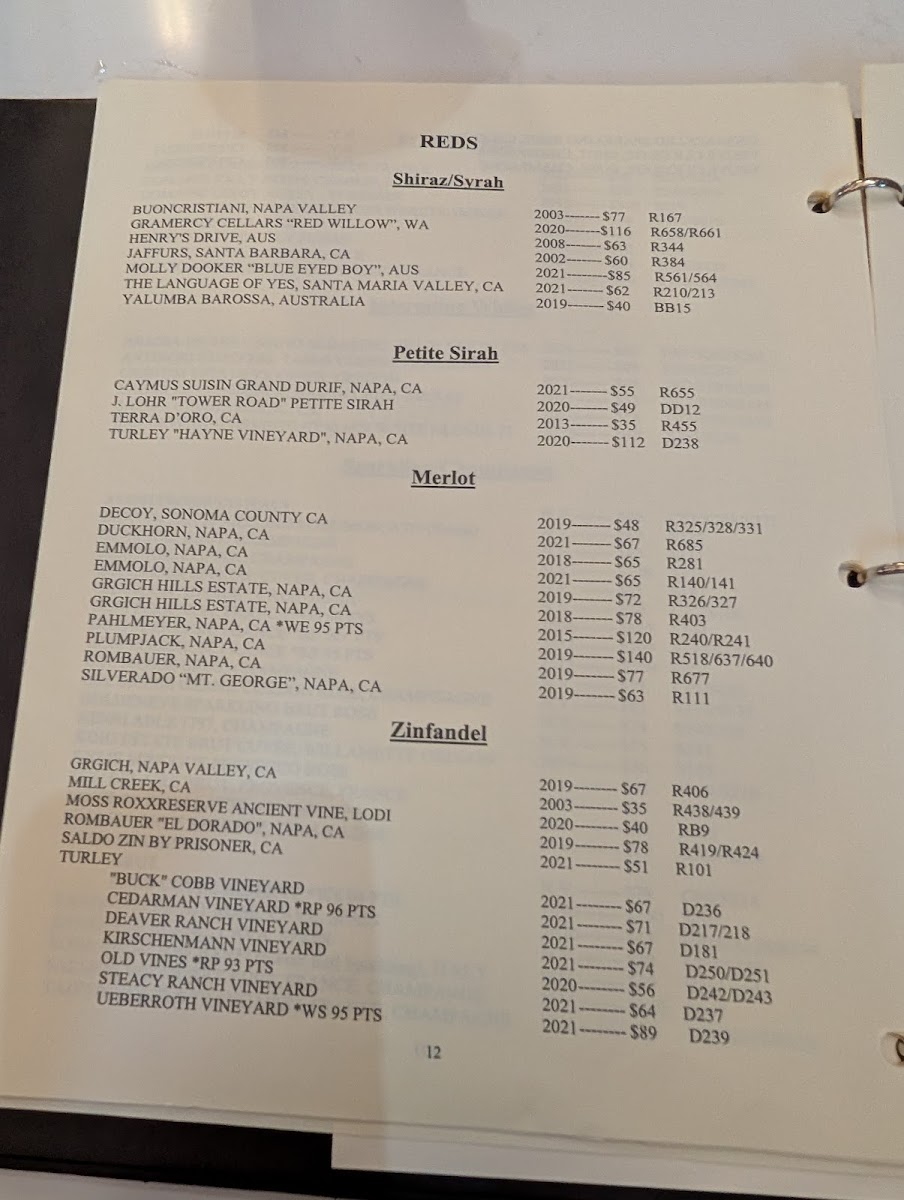 REDS
Shiraz/Syrah
BUONCRISTIANI, NAPA VALLEY 2003-------$77 R167
GRAMERCY CELLARS “RED WILLOW”, WA 2020-------$116 R658/R661
HENRY'S DRIVE, AUS 2008-------$63 R344
JAFFURS, SANTA BARBARA, CA 2002-------$60 R384
MOLLY DOOKER “BLUE EYED BOY”, AUS 2021-------$85 R561/564
THE LANGUAGE OF YES, SANTA MARIA VALLEY, CA 2021-------$62 R210/213
YALUMBA BAROSSA, AUSTRALIA 2019-------$40 BB15
Petite Sirah
CAYMUS SUISIN GRAND DURIF, NAPA, CA 2021-------$55 R655
J. LOHR "TOWER ROAD" PETITE SIRAH 2020-------$49 DD12
TERRA D’ORO, CA 2013-------$35 R455
TURLEY "HAYNE VINEYARD", NAPA, CA 2020-------$112 D238
Merlot
DECOY, SONOMA COUNTY CA 2019-------$48 R325/328/331
DUCKHORN, NAPA, CA 2021-------$67 R685
EMMOLO, NAPA, CA 2018-------$65 R281
EMMOLO, NAPA, CA 2021-------$65 R140/141
GRGICH HILLS ESTATE, NAPA, CA 2019-------$72 R326/327
GRGICH HILLS ESTATE, NAPA, CA 2018-------$78 R403
PAHLMEYER, NAPA, CA *WE 95 PTS 2015-------$120 R240/R241
PLUMPJACK, NAPA, CA 2019-------$140 R518/637/640
ROMBAUER, NAPA, CA 2019-------$77 R677
SILVERADO “MT. GEORGE”, NAPA, CA 2019-------$63 R111
Zinfandel
GRGICH, NAPA VALLEY, CA 2019--------$67 R406
MILL CREEK, CA 2003--------$35 R438/439
MOSS ROXXRESERVE ANCIENT VINE, LODI 2020--------$40 RB9
ROMBAUER "EL DORADO", NAPA, CA 2019--------$78 R419/R424
SALDO ZIN BY PRISONER, CA 2021--------$51 R101
TURLEY
"BUCK" COBB VINEYARD 2021--------$67 D236
CEDARMAN VINEYARD *RP 96 PTS 2021--------$71 D217/218
DEAVER RANCH VINEYARD 2021--------$67 D181
KIRSCHENMANN VINEYARD 2021--------$74 D250/D251
OLD VINES *RP 93 PTS 2020--------$56 D242/D243
STEACY RANCH VINEYARD 2021--------$64 D237
UEBERROTH VINEYARD *WS 95 PTS 2021--------$89 D239
12